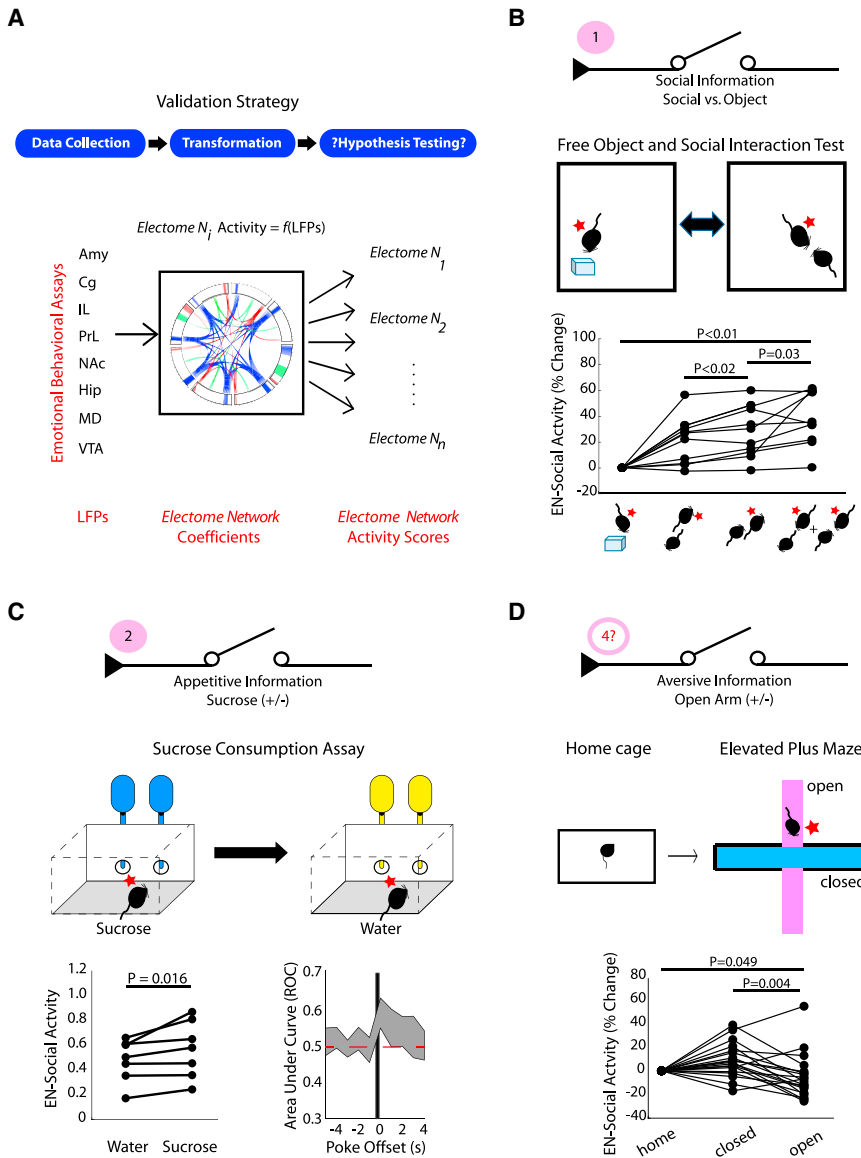 A
Validation Strategy
Data Collection
Transformation
?Hypothesis Testing?
Electome N i Activity = f(LFPs)
Emotional Behavioral Assays
Amy
Cg
IL
PrL
NAc
Hip
MD
VTA
Electome N 1
Electome N 2
Electome N n
LFPs
Electome Network
Coefficients
Electome Network
Activity Scores
B
1
Social Information
Social vs. Object
Free Object and Social Interaction Test
EN-Social Actvity (% Change)
100
80
60
40
20
0
-20
P<0.01
P<0.02
P=0.03
+
C
2
Appetitive Information
Sucrose (+/-)
Sucrose Consumption Assay
Sucrose
Water
EN-Social Actvity
1.2
1.0
0.8
0.6
0.4
0.2
0
P = 0.016
Water
Sucrose
Area Under Curve (ROC)
0.7
0.6
0.5
0.4
0.3
-4 -2 0 2 4
Poke Offset (s)
D
4?
Aversive Information
Open Arm (+/-)
Home cage
Elevated Plus Maze
open
closed
EN-Social Actvity (% Change)
80
60
40
20
0
-20
-40
P=0.049
P=0.004
home
closed
open